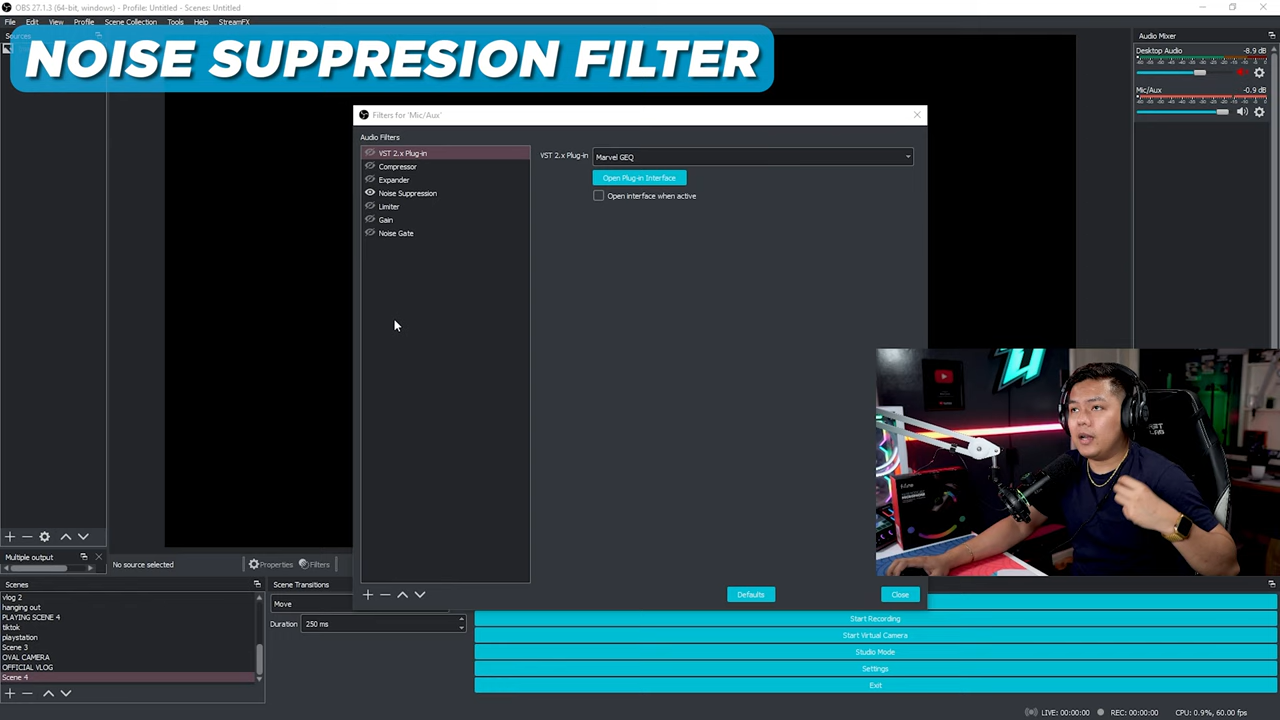 OBS 27.1.3 (64-bit, windows) - Profile: Untitled - Scenes: Untitled
File Edit View Profile Scene Collection Tools Help StreamFX
Sources
NOISE SUPPRESION FILTER
Audio Mixer
Desktop Audio -8.9 dB
Mic/Aux -0.9 dB
Filters for 'Mic/Aux'
Audio Filters
VST 2.x Plug-in
Compressor
Expander
Noise Suppression
Limiter
Gain
Noise Gate
VST 2.x Plug-in Marvel GEQ
Open Plug-in Interface
Open interface when active
Defaults
Close
Multiple output
No source selected
Properties
Filters
Scenes
vlog 2
hanging out
PLAYING SCENE 4
tiktok
playstation
Scene 3
OVAL CAMERA
OFFICIAL VLOG
Scene 4
Scene Transitions
Move
Duration 250 ms
Start Recording
Start Virtual Camera
Studio Mode
Settings
Exit
LIVE: 00:00:00 REC: 00:00:00 CPU: 0.9%, 60.00 fps